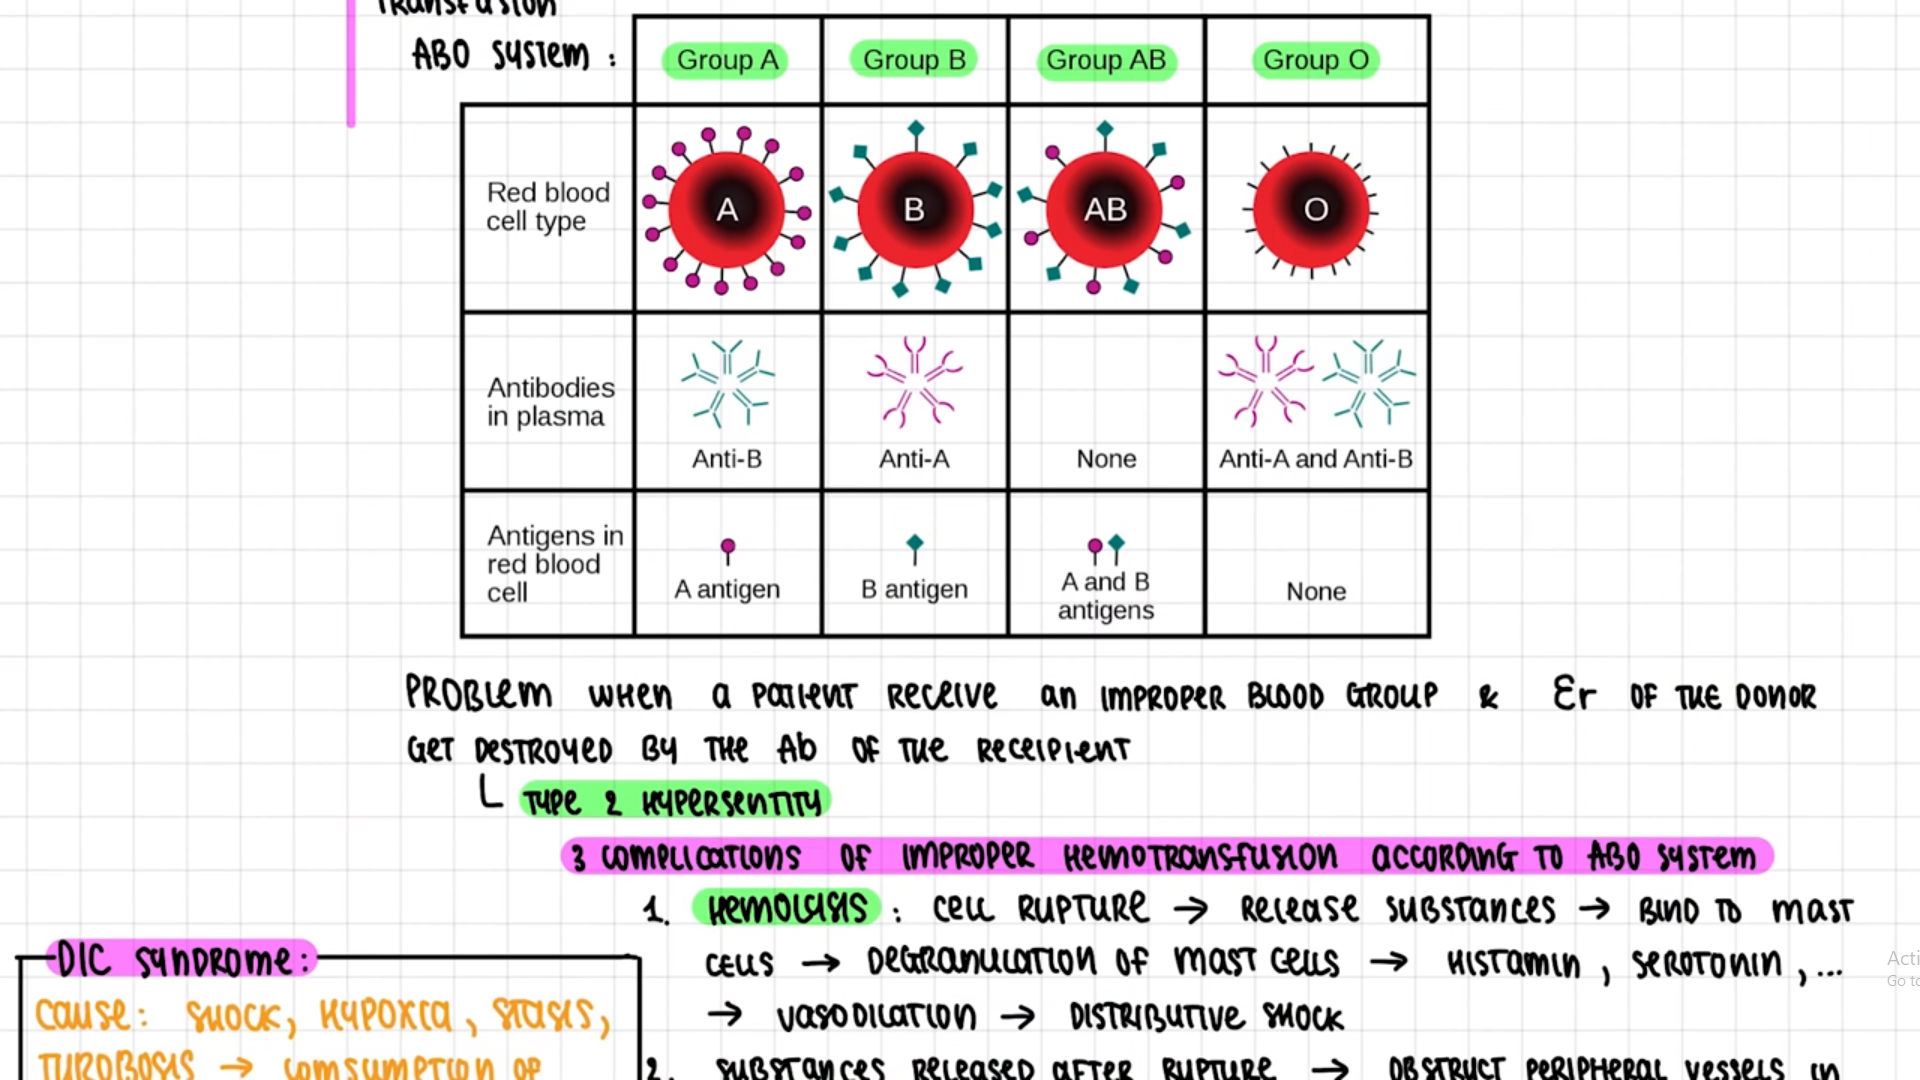 TRANSFUSION
ABO SYSTEM :
Group A Group B Group AB Group O
Red blood
cell type
A B AB O
Antibodies
in plasma
Anti-B Anti-A None Anti-A and Anti-B
Antigens in
red blood
cell
A antigen B antigen A and B
antigens None
PROBLEM WHEN a PATIENT RECEIVE an IMPROPER BLOOD GROUP & Er OF THE DONOR
GET DESTROYED BY THE Ab OF THE RECEIPIENT
TYPE 2 HYPERSENTITY
3 COMPLICATIONS OF IMPROPER HEMOTRANSFUSION ACCORDING TO ABO SYSTEM
1. HEMOLISIS : CELL RUPTURE → RELEASE SUBSTANCES → BIND TO MAST
CELLS → DEGRANULATION OF MAST CELLS → HISTAMIN , SEROTONIN , ...
→ VASODILATION → DISTRIBUTIVE SHOCK
2. SUBSTANCES RELEASED AFTER RUPTURE → OBSTRUCT PERIPHERAL VESSELS IN
DIC SYNDROME:
CAUSE: SHOCK, HYPOXIA, STASIS,
TUROBOSIS → COMSUMPTION OF
Acti
Go to